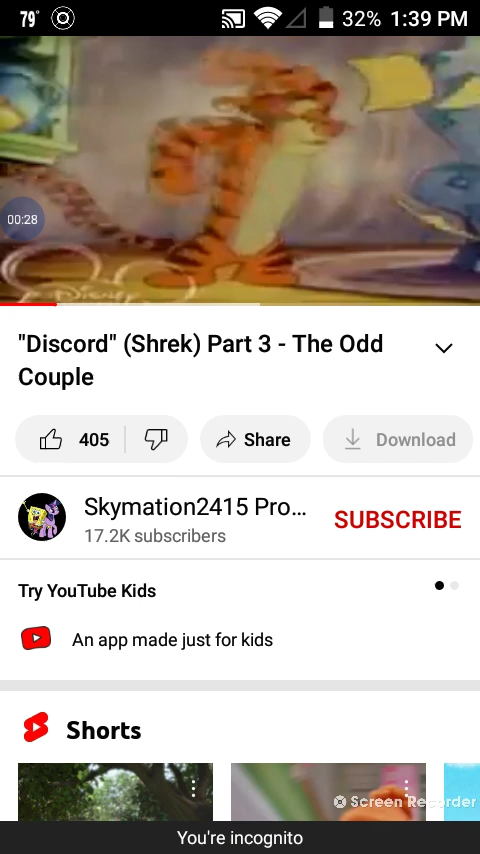 79°
32% 1:39 PM
00:28
Disney
"Discord" (Shrek) Part 3 - The Odd
Couple
405
Share
Download
Skymation2415 Pro...
SUBSCRIBE
17.2K subscribers
Try YouTube Kids
An app made just for kids
Shorts
Screen Recorder
You're incognito